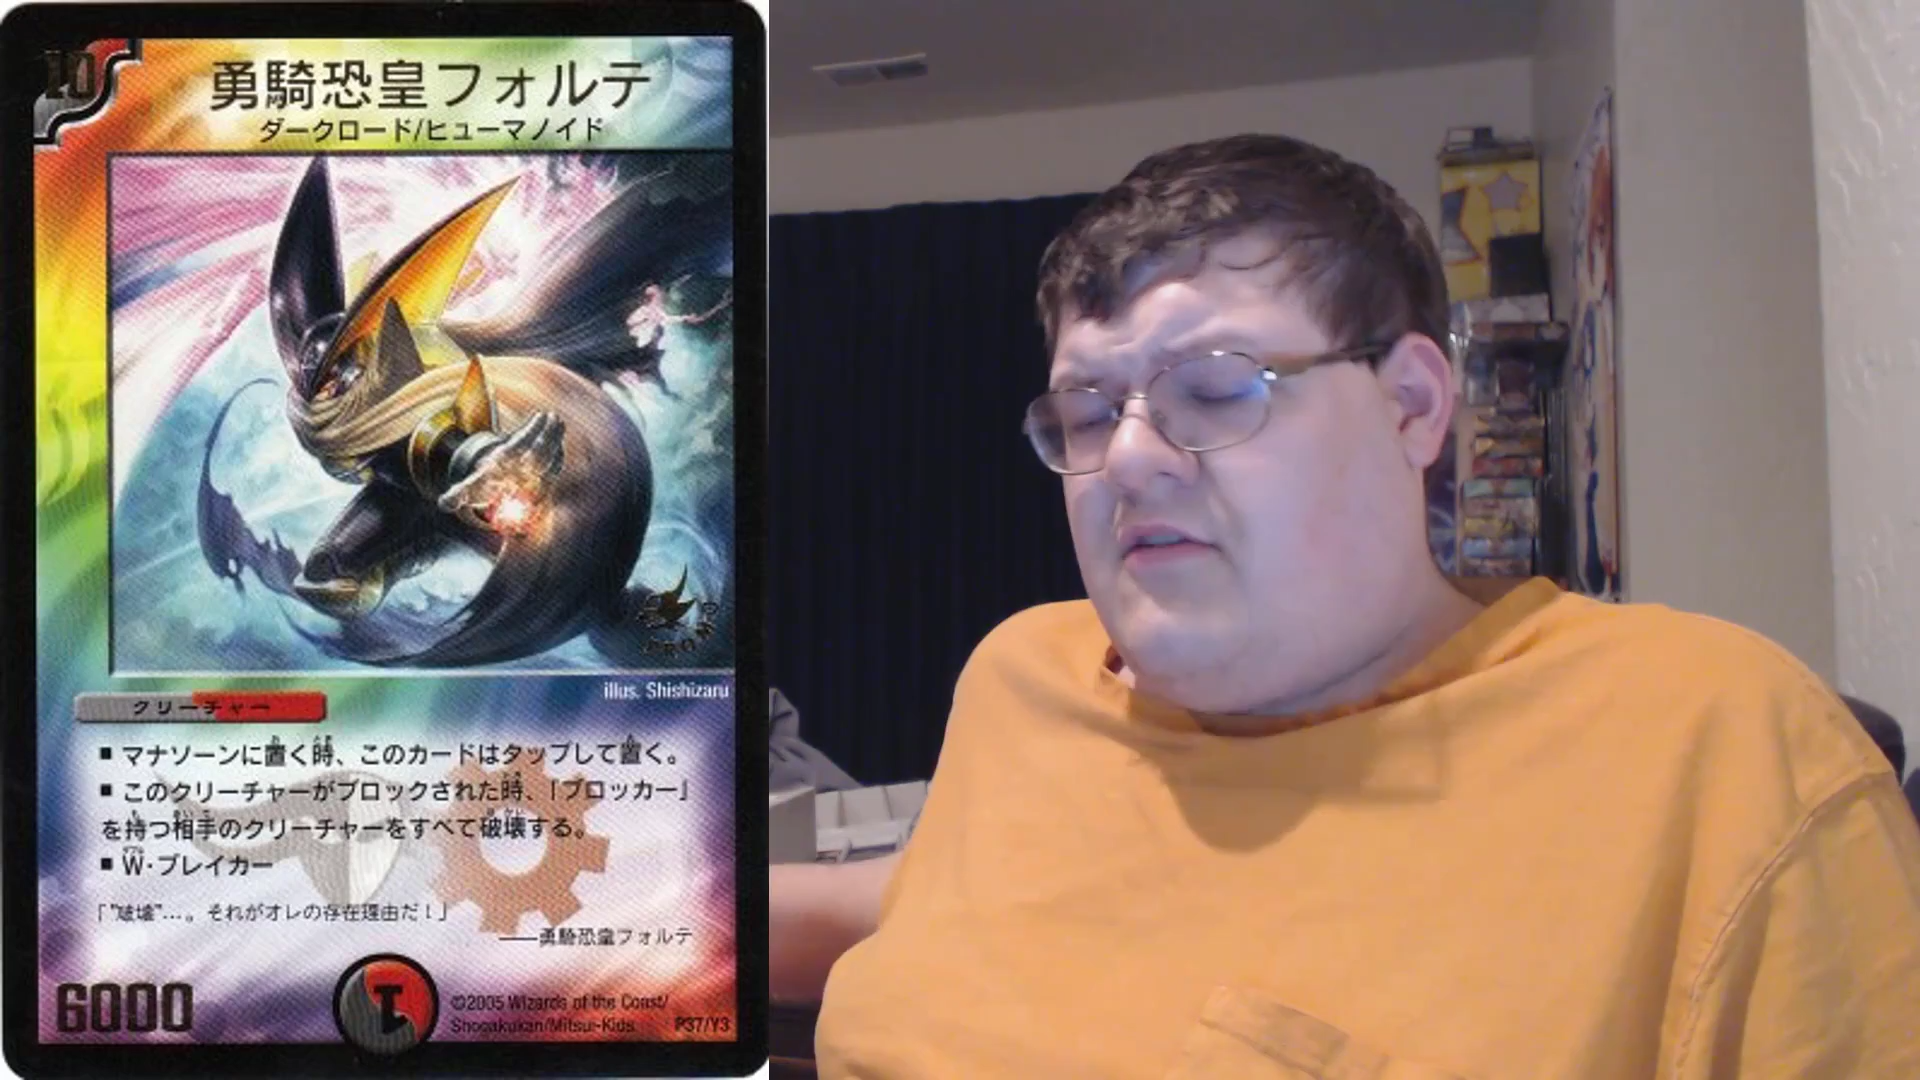 10
勇騎恐皇フォルテ
ダークロード/ヒューマノイド
PROMO
illus. Shishizaru
クリーチャー
■ マナゾーンに置く時、このカードはタップして置く。
■ このクリーチャーがブロックされた時、「ブロッカー」
を持つ相手のクリーチャーをすべて破壊する。
■ W・ブレイカー
「"破壊"…。それがオレの存在理由だ！」
――勇騎恐皇フォルテ
6000
1
©2005 Wizards of the Coast/
Shogakukan/Mitsui-Kids
P37/Y3